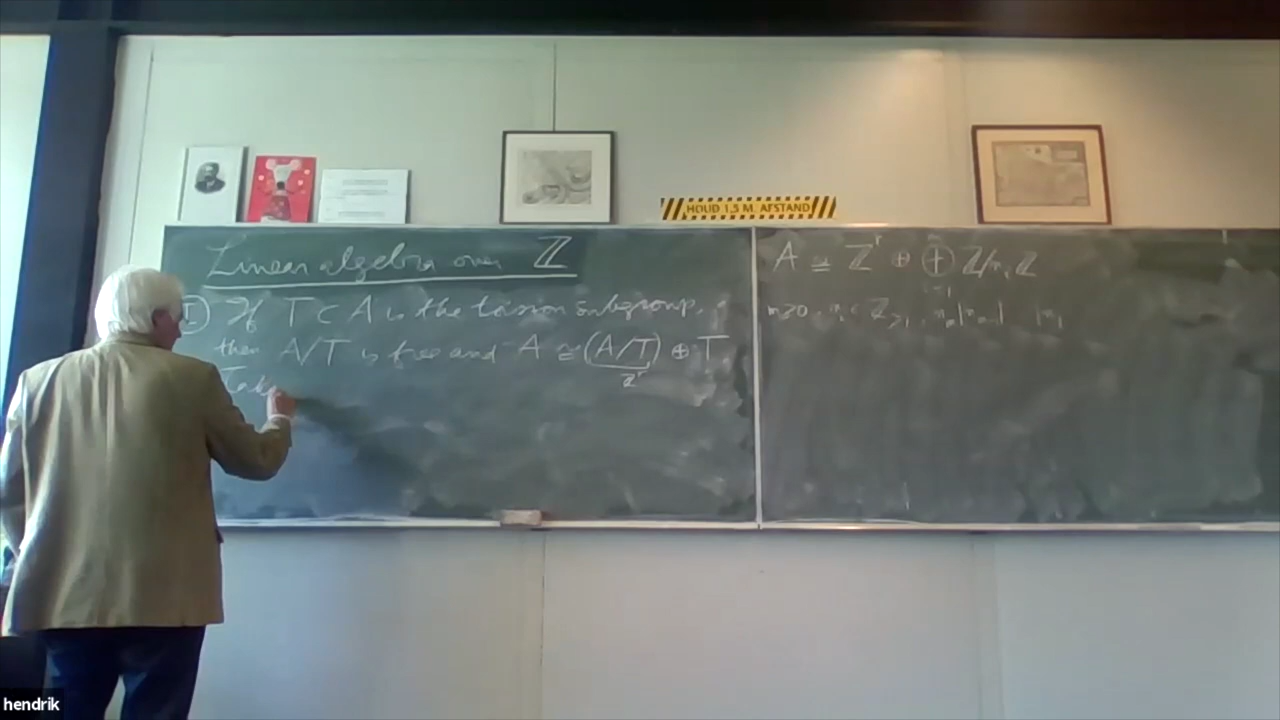 HOUD 1,5 M. AFSTAND
Linear algebra over ℤ
If T ⊂ A is the torsion subgroup,
then A/T is free and A ≅ (A/T) ⊕ T.
ℤʳ
Tak
A ≅ ℤʳ ⊕ ⊕ ℤ/nᵢℤ
hendrik